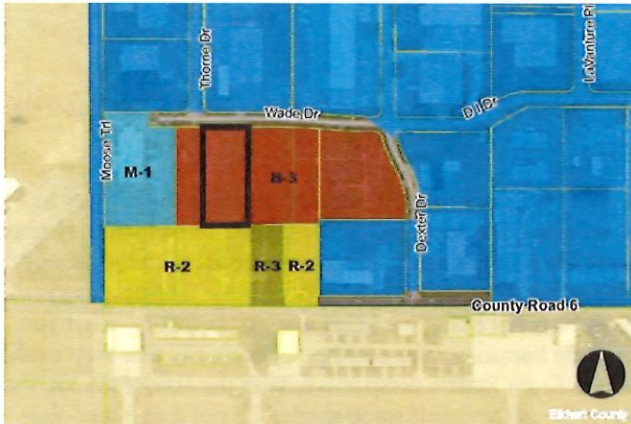 Thorne Dr
LaVanture Pl
Wade Dr
D I Dr
Moose Trl
M-1
B-3
Dexter Dr
R-2
R-3
R-2
County Road 6
Elkhart County